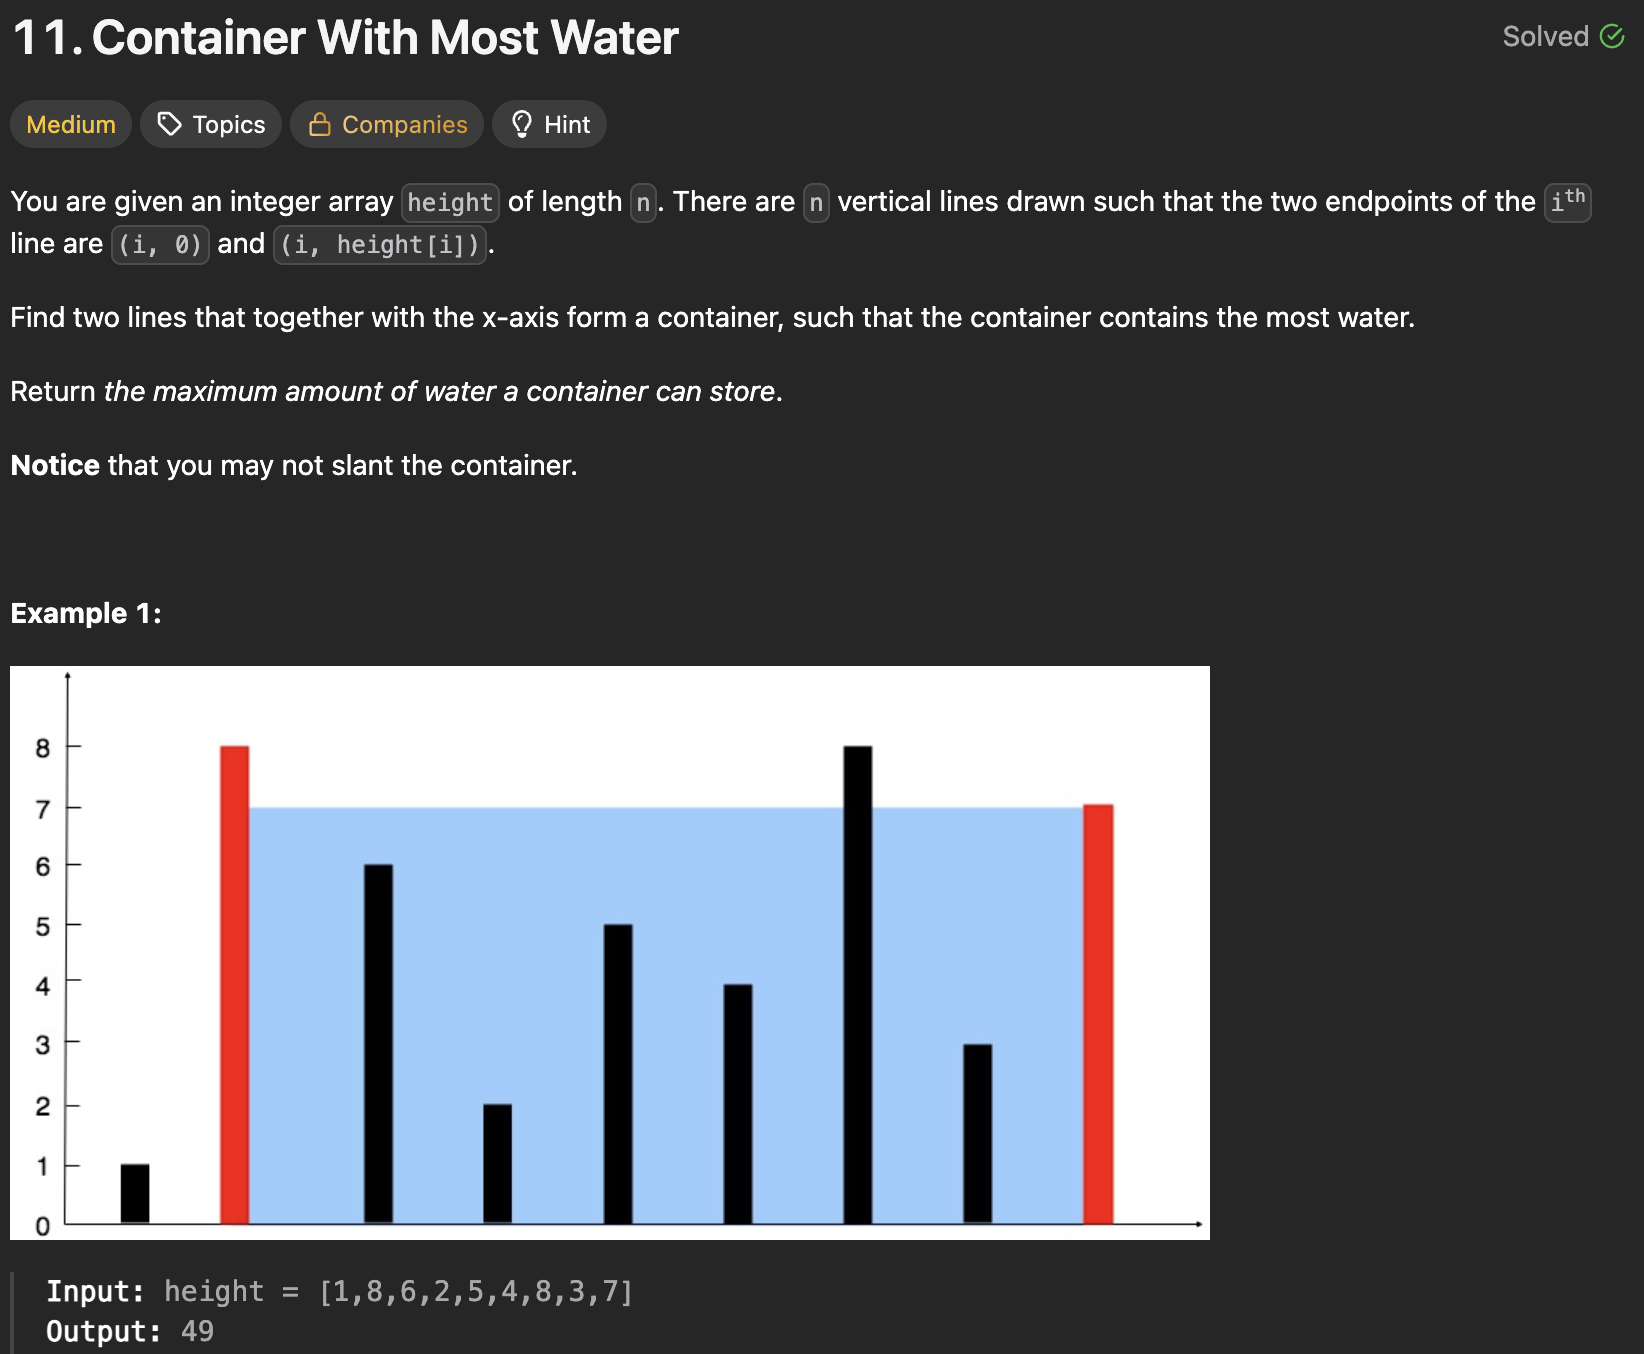 11. Container With Most Water
Solved
Medium
Topics
Companies
Hint
You are given an integer array height of length n. There are n vertical lines drawn such that the two endpoints of the ith
line are (i, 0) and (i, height[i]).
Find two lines that together with the x-axis form a container, such that the container contains the most water.
Return the maximum amount of water a container can store.
Notice that you may not slant the container.
Example 1:
8
7
6
5
4
3
2
1
0
Input: height = [1,8,6,2,5,4,8,3,7]
Output: 49